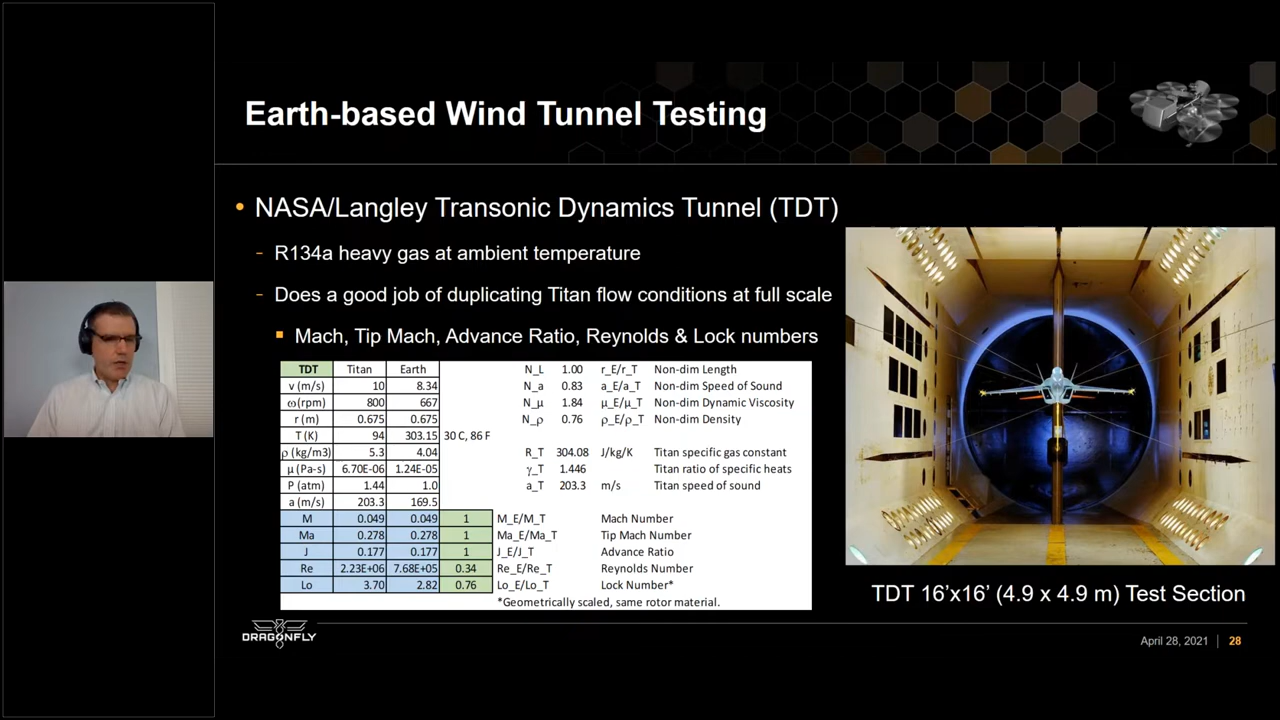 Earth-based Wind Tunnel Testing
• NASA/Langley Transonic Dynamics Tunnel (TDT)
- R134a heavy gas at ambient temperature
- Does a good job of duplicating Titan flow conditions at full scale
▪ Mach, Tip Mach, Advance Ratio, Reynolds & Lock numbers
TDT Titan Earth N_L 1.00 r_E/r_T Non-dim Length
v (m/s) 10 8.34 N_a 0.83 a_E/a_T Non-dim Speed of Sound
ω(rpm) 800 667 N_μ 1.84 μ_E/μ_T Non-dim Dynamic Viscosity
r (m) 0.675 0.675 N_ρ 0.76 ρ_E/ρ_T Non-dim Density
T (K) 94 303.15 30 C, 86 F
ρ (kg/m3) 5.3 4.04 R_T 304.08 J/kg/K Titan specific gas constant
μ (Pa-s) 6.70E-06 1.24E-05 γ_T 1.446 Titan ratio of specific heats
P (atm) 1.44 1.0 a_T 203.3 m/s Titan speed of sound
a (m/s) 203.3 169.5
M 0.049 0.049 1 M_E/M_T Mach Number
Ma 0.278 0.278 1 Ma_E/Ma_T Tip Mach Number
J 0.177 0.177 1 J_E/J_T Advance Ratio
Re 2.23E+06 7.68E+05 0.34 Re_E/Re_T Reynolds Number
Lo 3.70 2.82 0.76 Lo_E/Lo_T Lock Number*
*Geometrically scaled, same rotor material.
TDT 16’x16’ (4.9 x 4.9 m) Test Section
DRAGONFLY
April 28, 2021 | 28